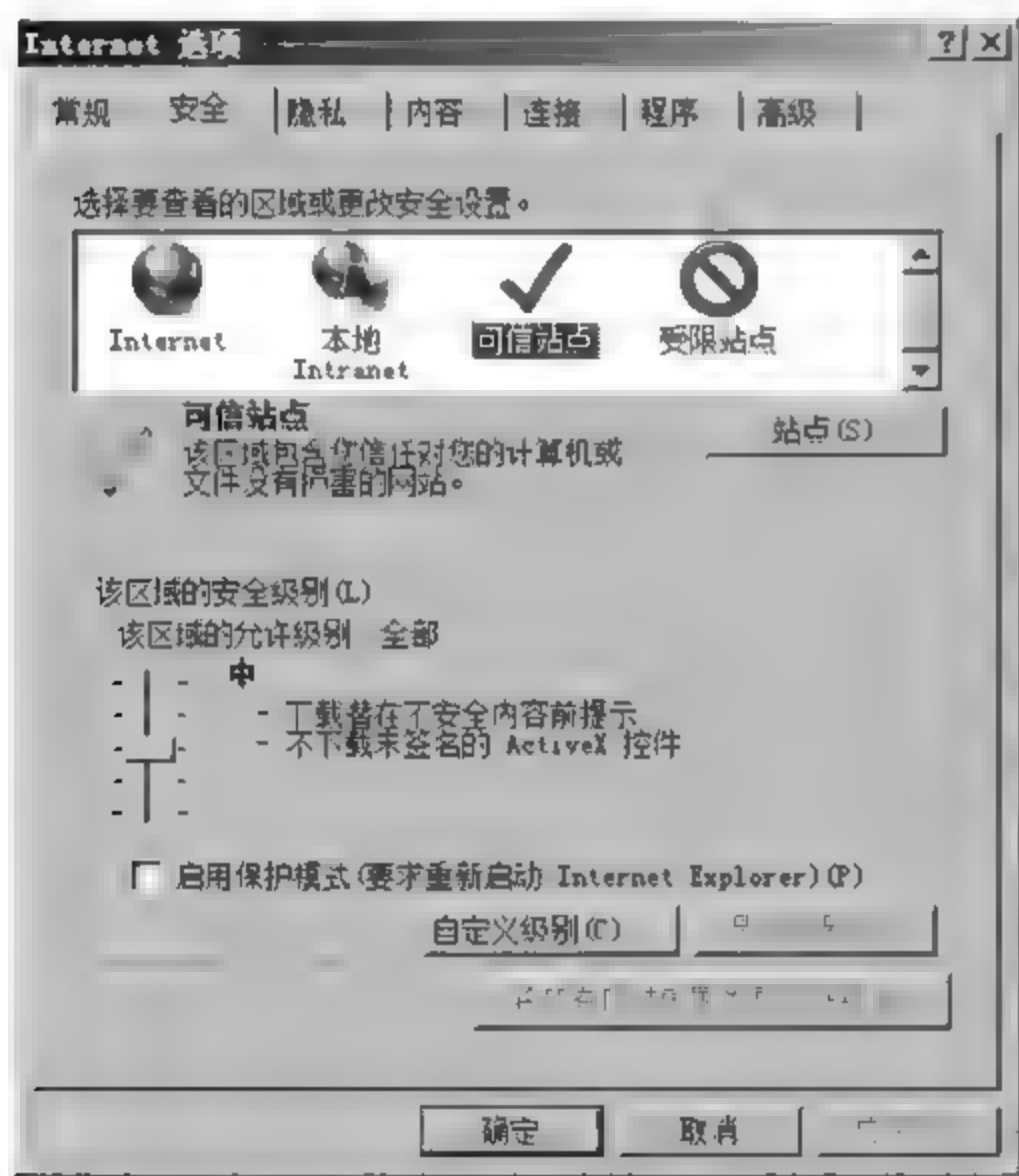 Internet 选项
常规 安全 隐私 内容 连接 程序 高级
选择要查看的区域或更改安全设置。
Internet 本地 Intranet 可信站点 受限站点
可信站点
站点(S)
该区域包含您信任对您的计算机或
文件没有损害的网站。
该区域的安全级别(L)
该区域的允许级别 全部
中
- 下载潜在不安全内容前提示
- 不下载未签名的 ActiveX 控件
启用保护模式(要求重新启动 Internet Explorer)(P)
自定义级别(C)
确定 取消